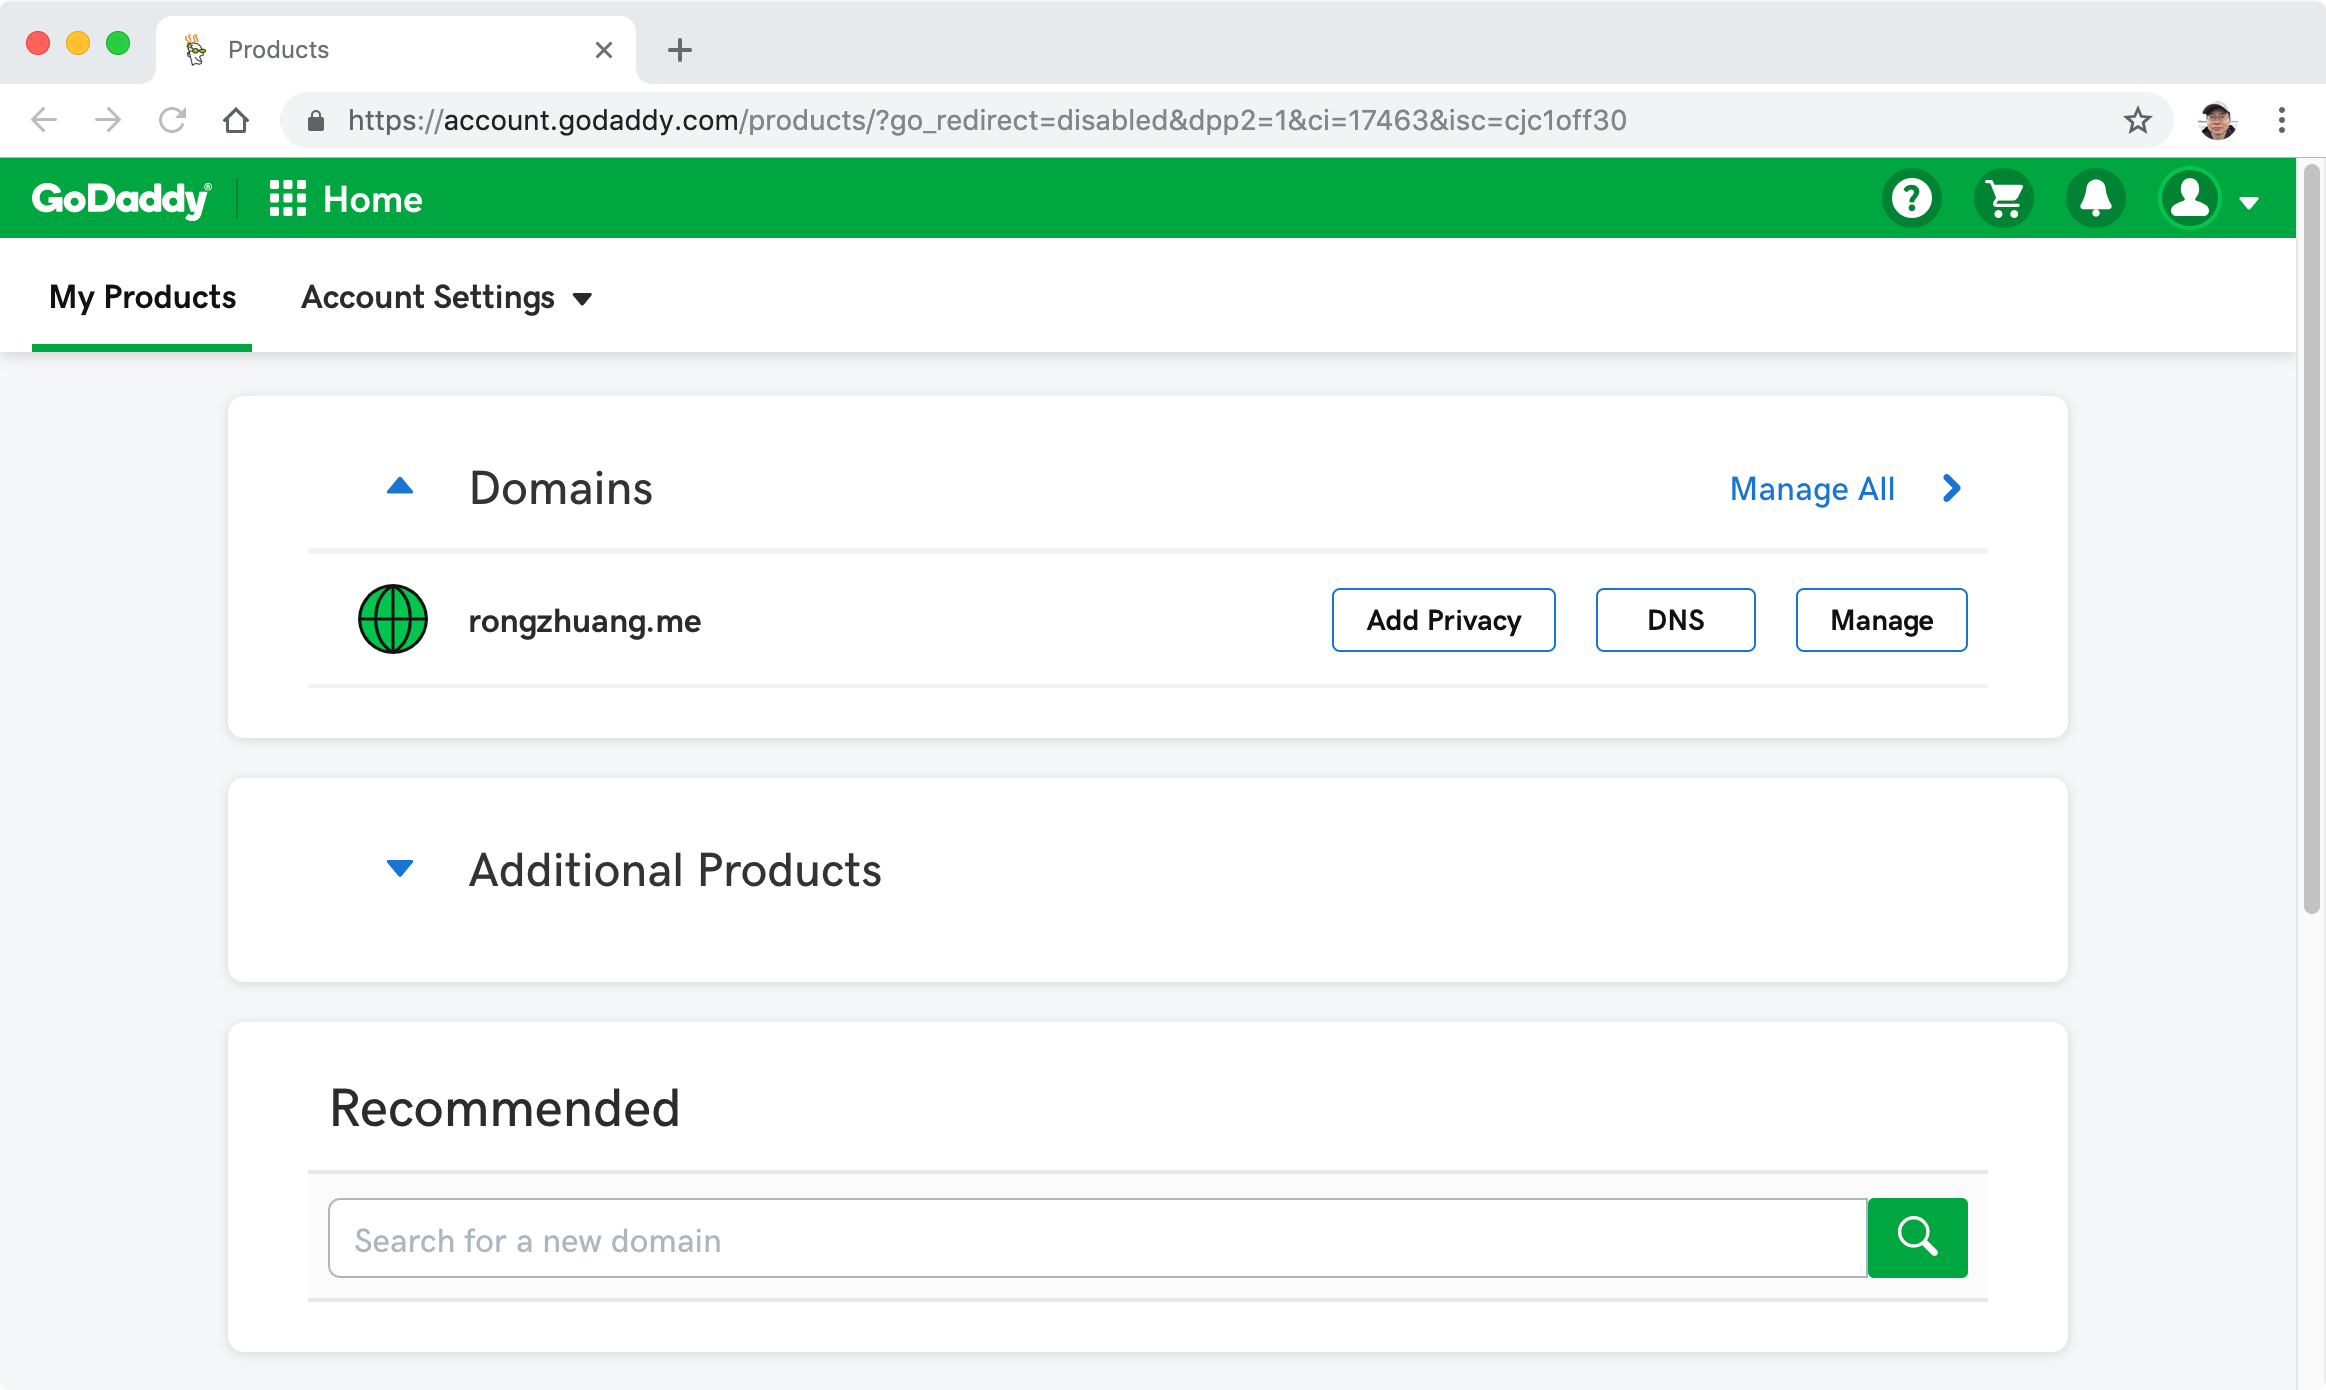 Products
https://account.godaddy.com/products/?go_redirect=disabled&dpp2=1&ci=17463&isc=cjc1off30
GoDaddy® Home
My Products Account Settings
Domains Manage All
rongzhuang.me Add Privacy DNS Manage
Additional Products
Recommended
Search for a new domain